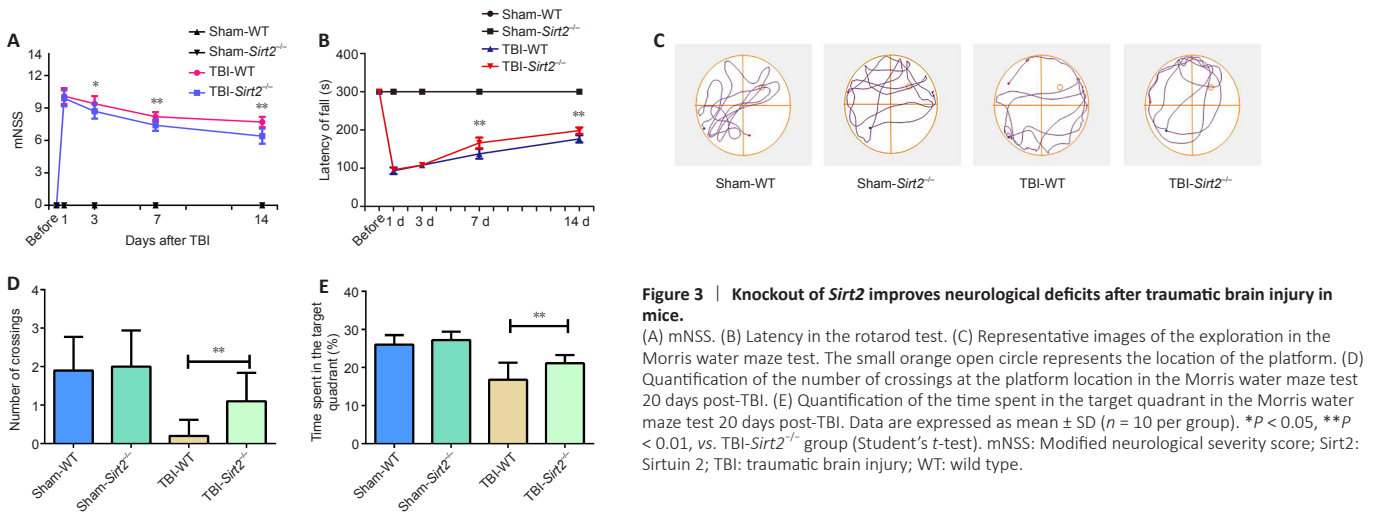 A
Sham-WT
Sham-Sirt2⁻/⁻
TBI-WT
TBI-Sirt2⁻/⁻
14
12
9
6
3
0
mNSS
*
**
**
Before
1
3
7
14
Days after TBI
B
Sham-WT
Sham-Sirt2⁻/⁻
TBI-WT
TBI-Sirt2⁻/⁻
400
300
200
100
0
Latency of fall (s)
**
**
Before
1 d
3 d
7 d
14 d
C
Sham-WT
Sham-Sirt2⁻/⁻
TBI-WT
TBI-Sirt2⁻/⁻
D
4
3
2
1
0
Number of crossings
**
Sham-WT
Sham-Sirt2⁻/⁻
TBI-WT
TBI-Sirt2⁻/⁻
E
40
30
20
10
0
Time spent in the target
quadrant (%)
**
Sham-WT
Sham-Sirt2⁻/⁻
TBI-WT
TBI-Sirt2⁻/⁻
Figure 3 | Knockout of Sirt2 improves neurological deficits after traumatic brain injury in
mice.
(A) mNSS. (B) Latency in the rotarod test. (C) Representative images of the exploration in the
Morris water maze test. The small orange open circle represents the location of the platform. (D)
Quantification of the number of crossings at the platform location in the Morris water maze test
20 days post-TBI. (E) Quantification of the time spent in the target quadrant in the Morris water
maze test 20 days post-TBI. Data are expressed as mean ± SD (n = 10 per group). *P < 0.05, **P
< 0.01, vs. TBI-Sirt2⁻/⁻ group (Student's t-test). mNSS: Modified neurological severity score; Sirt2:
Sirtuin 2; TBI: traumatic brain injury; WT: wild type.